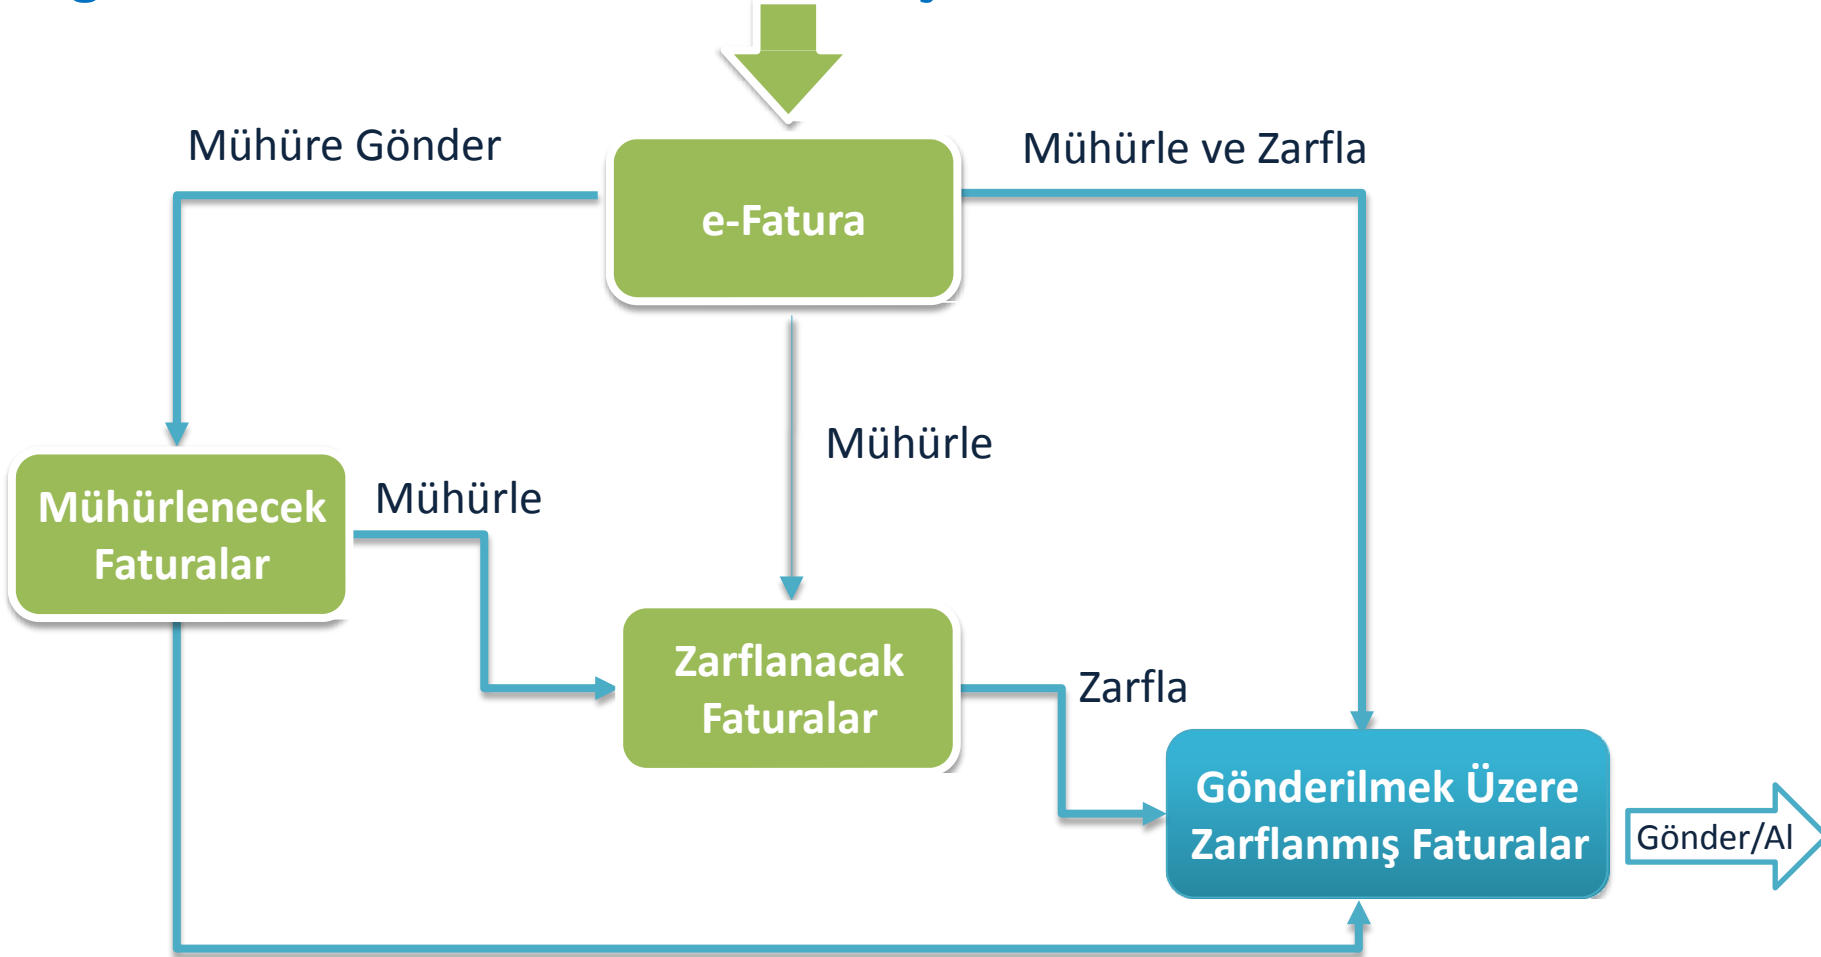 Mühüre Gönder
Mühürle ve Zarfla
e-Fatura
Mühürle
Mühürlenecek
Faturalar
Mühürle
Zarflanacak
Faturalar
Zarfla
Gönderilmek Üzere
Zarflanmış Faturalar
Gönder/Al